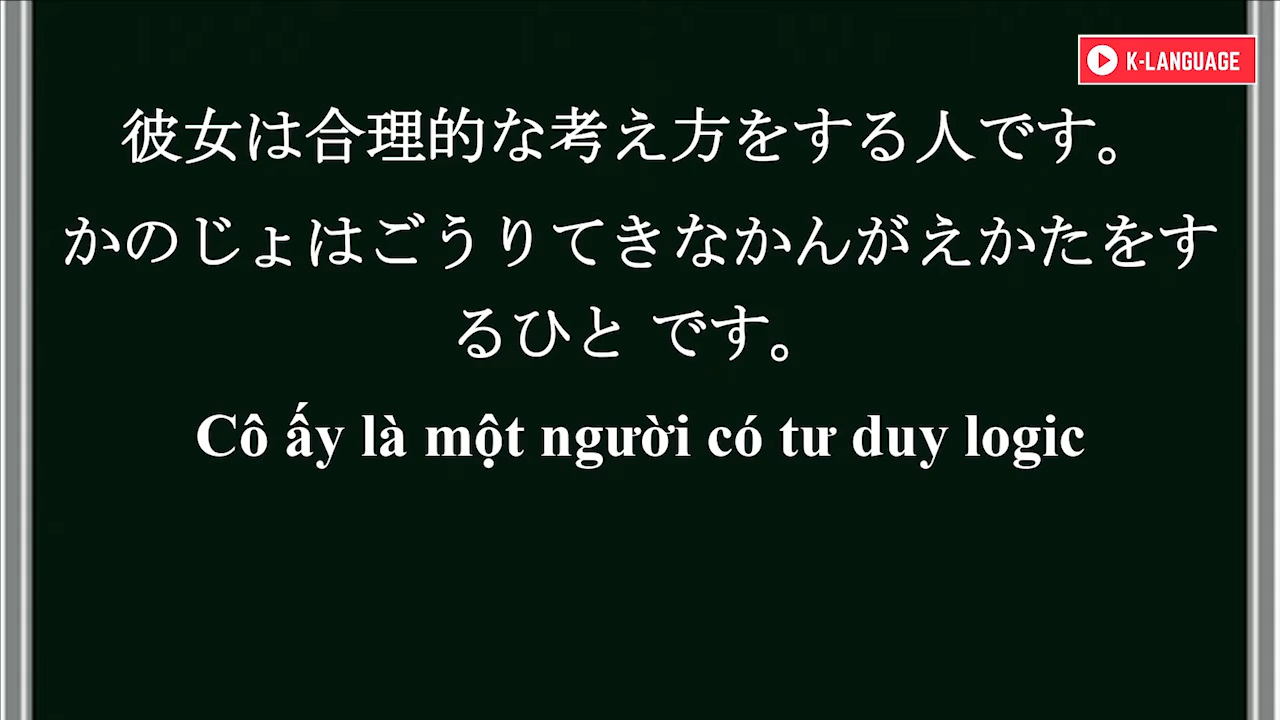 K-LANGUAGE
彼女は合理的な考え方をする人です。
かのじょはごうりてきなかんがえかたをす
るひと です。
Cô ấy là một người có tư duy logic